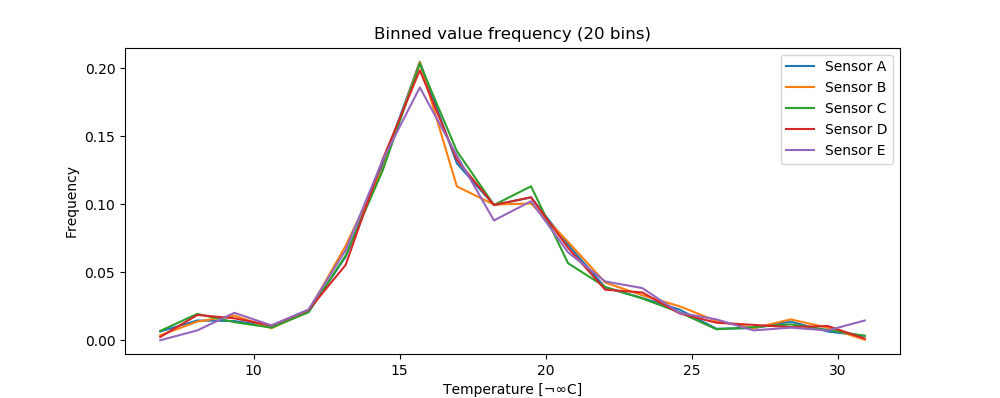 Binned value frequency (20 bins)
Sensor A
Sensor B
Sensor C
Sensor D
Sensor E
Frequency
0.20
0.15
0.10
0.05
0.00
10 15 20 25 30
Temperature [¬∞C]